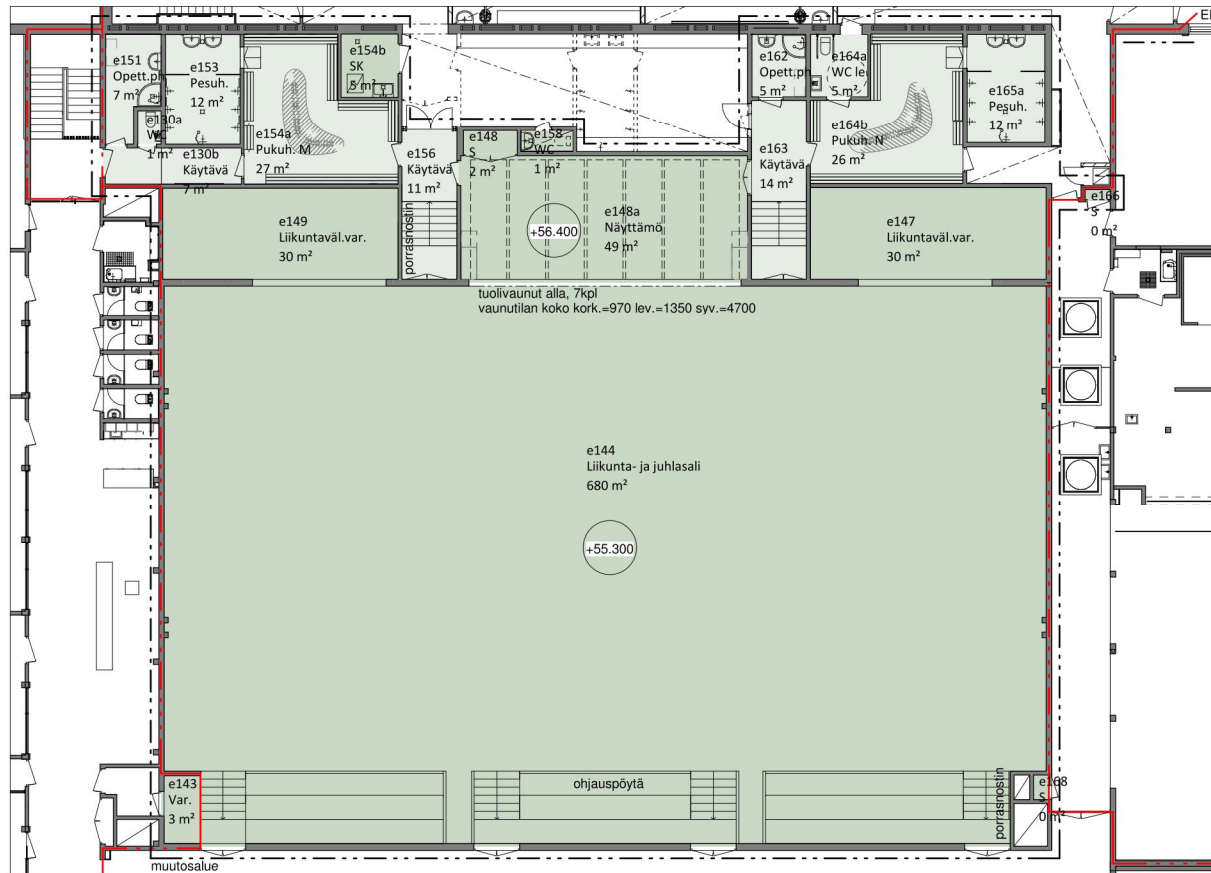 e151
Opett.ph
7 m²
e153
Pesuh.
12 m²
e154b
SK
5 m²
e130a
1 m²
e130b
Käytävä
7 m²
e154a
Pukuh. M
27 m²
e156
Käytävä
11 m²
porrasnostin
e148
S
2 m²
e158
WC
1 m²
e148a
Näyttämö
49 m²
+56.400
e162
Opett.ph
5 m²
e164a
WC le
5 m²
e163
Käytävä
14 m²
e164b
Pukuh. N
26 m²
e165a
Pesuh.
12 m²
e166
S
0 m²
e149
Liikuntaväl.var.
30 m²
e147
Liikuntaväl.var.
30 m²
tuolivaunut alla, 7kpl
vaunutilan koko kork.=970 lev.=1350 syv.=4700
e144
Liikunta- ja juhlasali
680 m²
+55.300
e143
Var.
3 m²
ohjauspöytä
porrasnostin
e168
S
0 m²
muutosalue